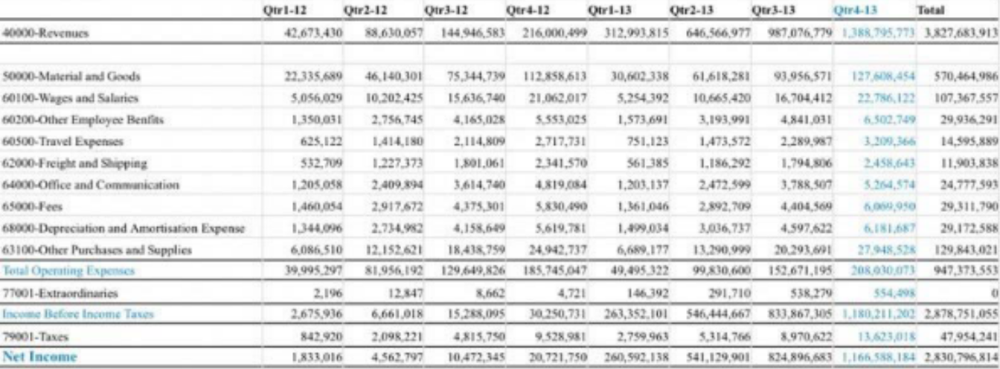 Qtr1-12 Qtr2-12 Qtr3-12 Qtr4-12 Qtr1-13 Qtr2-13 Qtr3-13 Qtr4-13 Total
40000-Revenues 42,673,430 88,630,057 144,946,583 216,000,499 312,993,815 646,566,977 987,076,779 1,388,795,773 3,827,683,913
50000-Material and Goods 22,335,689 46,140,301 75,344,739 112,858,613 30,602,338 61,618,281 93,956,571 127,608,454 570,464,986
60100-Wages and Salaries 5,056,029 10,202,425 15,636,740 21,062,017 5,254,392 10,665,420 16,704,412 22,786,122 107,367,557
60200-Other Employee Benfits 1,350,031 2,756,745 4,165,028 5,553,025 1,573,691 3,193,991 4,841,031 6,502,749 29,936,291
60500-Travel Expenses 625,122 1,414,180 2,114,809 2,717,731 751,123 1,473,572 2,289,987 3,209,366 14,595,889
62000-Freight and Shipping 532,709 1,227,373 1,801,061 2,341,570 561,385 1,186,292 1,794,806 2,458,643 11,903,838
64000-Office and Communication 1,205,058 2,409,894 3,614,740 4,819,084 1,203,137 2,472,599 3,788,507 5,264,574 24,777,593
65000-Fees 1,460,054 2,917,672 4,375,301 5,830,490 1,361,046 2,892,709 4,404,569 6,069,950 29,311,790
68000-Depreciation and Amortisation Expense 1,344,096 2,734,982 4,158,649 5,619,781 1,499,034 3,036,737 4,597,622 6,181,687 29,172,588
63100-Other Purchases and Supplies 6,086,510 12,152,621 18,438,759 24,942,737 6,689,177 13,290,999 20,293,691 27,948,528 129,843,021
Total Operating Expenses 39,995,297 81,956,192 129,649,826 185,745,047 49,495,322 99,830,600 152,671,195 208,030,073 947,373,553
77001-Extraordinaries 2,196 12,847 8,662 4,721 146,392 291,710 538,279 554,498 0
Income Before Income Taxes 2,675,936 6,661,018 15,288,095 30,250,731 263,352,101 546,444,667 833,867,305 1,180,211,202 2,878,751,055
79001-Taxes 842,920 2,098,221 4,815,750 9,528,981 2,759,963 5,314,766 8,970,622 13,623,018 47,954,241
Net Income 1,833,016 4,562,797 10,472,345 20,721,750 260,592,138 541,129,901 824,896,683 1,166,588,184 2,830,796,814